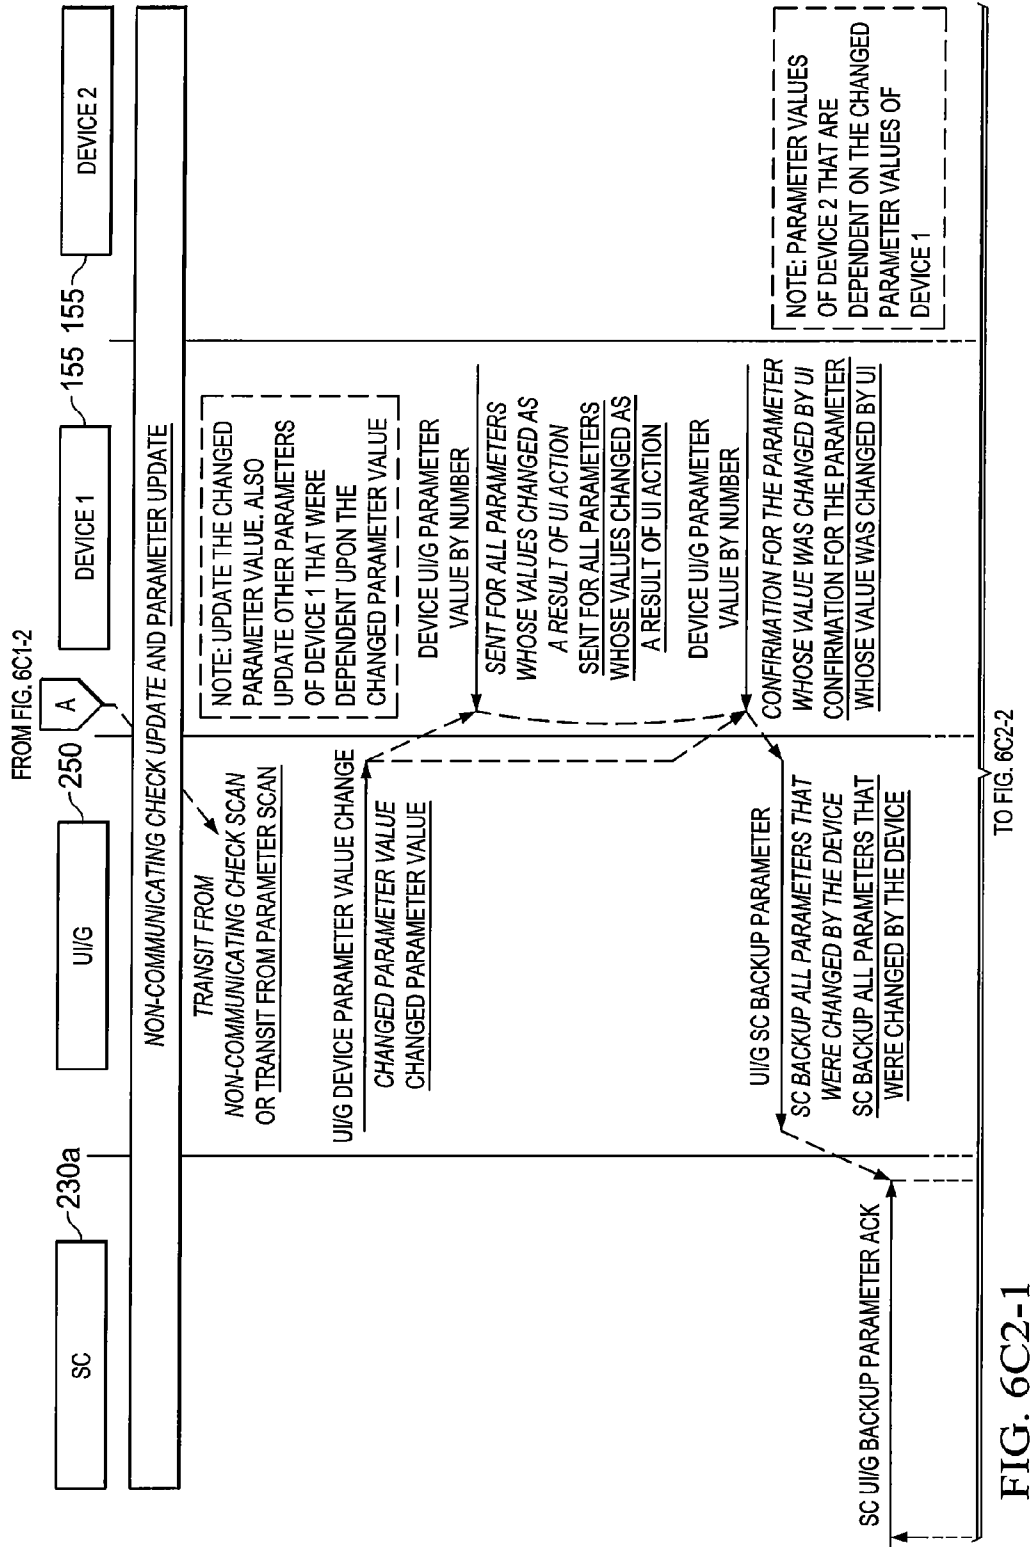 FROM FIG. 6C1-2
A
SC
230a
UI/G
250
DEVICE 1
155
DEVICE 2
155
NON-COMMUNICATING CHECK UPDATE AND PARAMETER UPDATE
TRANSIT FROM
NON-COMMUNICATING CHECK SCAN
OR TRANSIT FROM PARAMETER SCAN
NOTE: UPDATE THE CHANGED
PARAMETER VALUE. ALSO
UPDATE OTHER PARAMETERS
OF DEVICE 1 THAT WERE
DEPENDENT UPON THE
CHANGED PARAMETER VALUE
UI/G DEVICE PARAMETER VALUE CHANGE
CHANGED PARAMETER VALUE
CHANGED PARAMETER VALUE
DEVICE UI/G PARAMETER
VALUE BY NUMBER
SENT FOR ALL PARAMETERS
WHOSE VALUES CHANGED AS
A RESULT OF UI ACTION
SENT FOR ALL PARAMETERS
WHOSE VALUES CHANGED AS
A RESULT OF UI ACTION
DEVICE UI/G PARAMETER
VALUE BY NUMBER
CONFIRMATION FOR THE PARAMETER
WHOSE VALUE WAS CHANGED BY UI
CONFIRMATION FOR THE PARAMETER
WHOSE VALUE WAS CHANGED BY UI
UI/G SC BACKUP PARAMETER
SC BACKUP ALL PARAMETERS THAT
WERE CHANGED BY THE DEVICE
SC BACKUP ALL PARAMETERS THAT
WERE CHANGED BY THE DEVICE
NOTE: PARAMETER VALUES
OF DEVICE 2 THAT ARE
DEPENDENT ON THE CHANGED
PARAMETER VALUES OF
DEVICE 1
SC UI/G BACKUP PARAMETER ACK
TO FIG. 6C2-2
FIG. 6C2-1